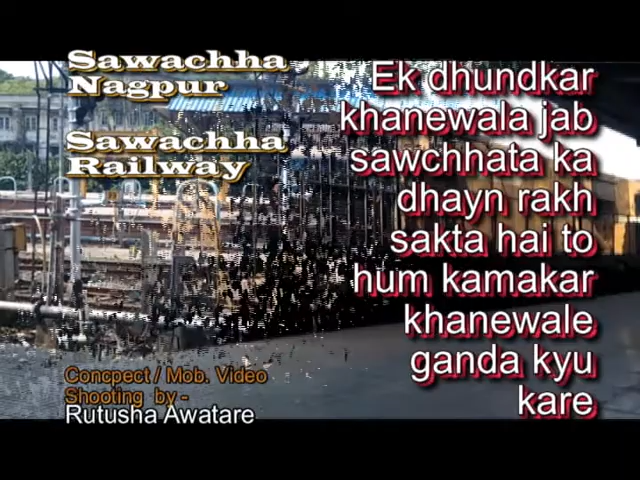 Sawachha
Nagpur
Sawachha
Railway
Ek dhundkar
khanewala jab
sawchhata ka
dhayn rakh
sakta hai to
hum kamakar
khanewale
ganda kyu
kare
Concpect / Mob. Video
Shooting by -
Rutusha Awatare